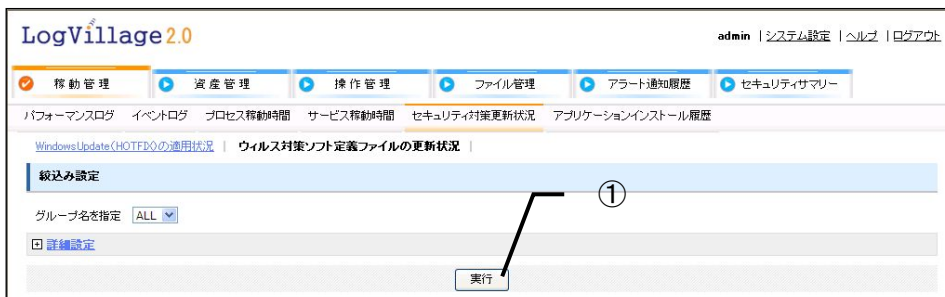 LogVillage 2.0
admin | システム設定 | ヘルプ | ログアウト
稼動管理 資産管理 操作管理 ファイル管理 アラート通知履歴 セキュリティサマリー
パフォーマンスログ イベントログ プロセス稼動時間 サービス稼動時間 セキュリティ対策更新状況 アプリケーションインストール履歴
WindowsUpdate(HOTFIX)の適用状況 | ウィルス対策ソフト定義ファイルの更新状況 |
絞込み設定
①
グループ名を指定 ALL
詳細設定
実行